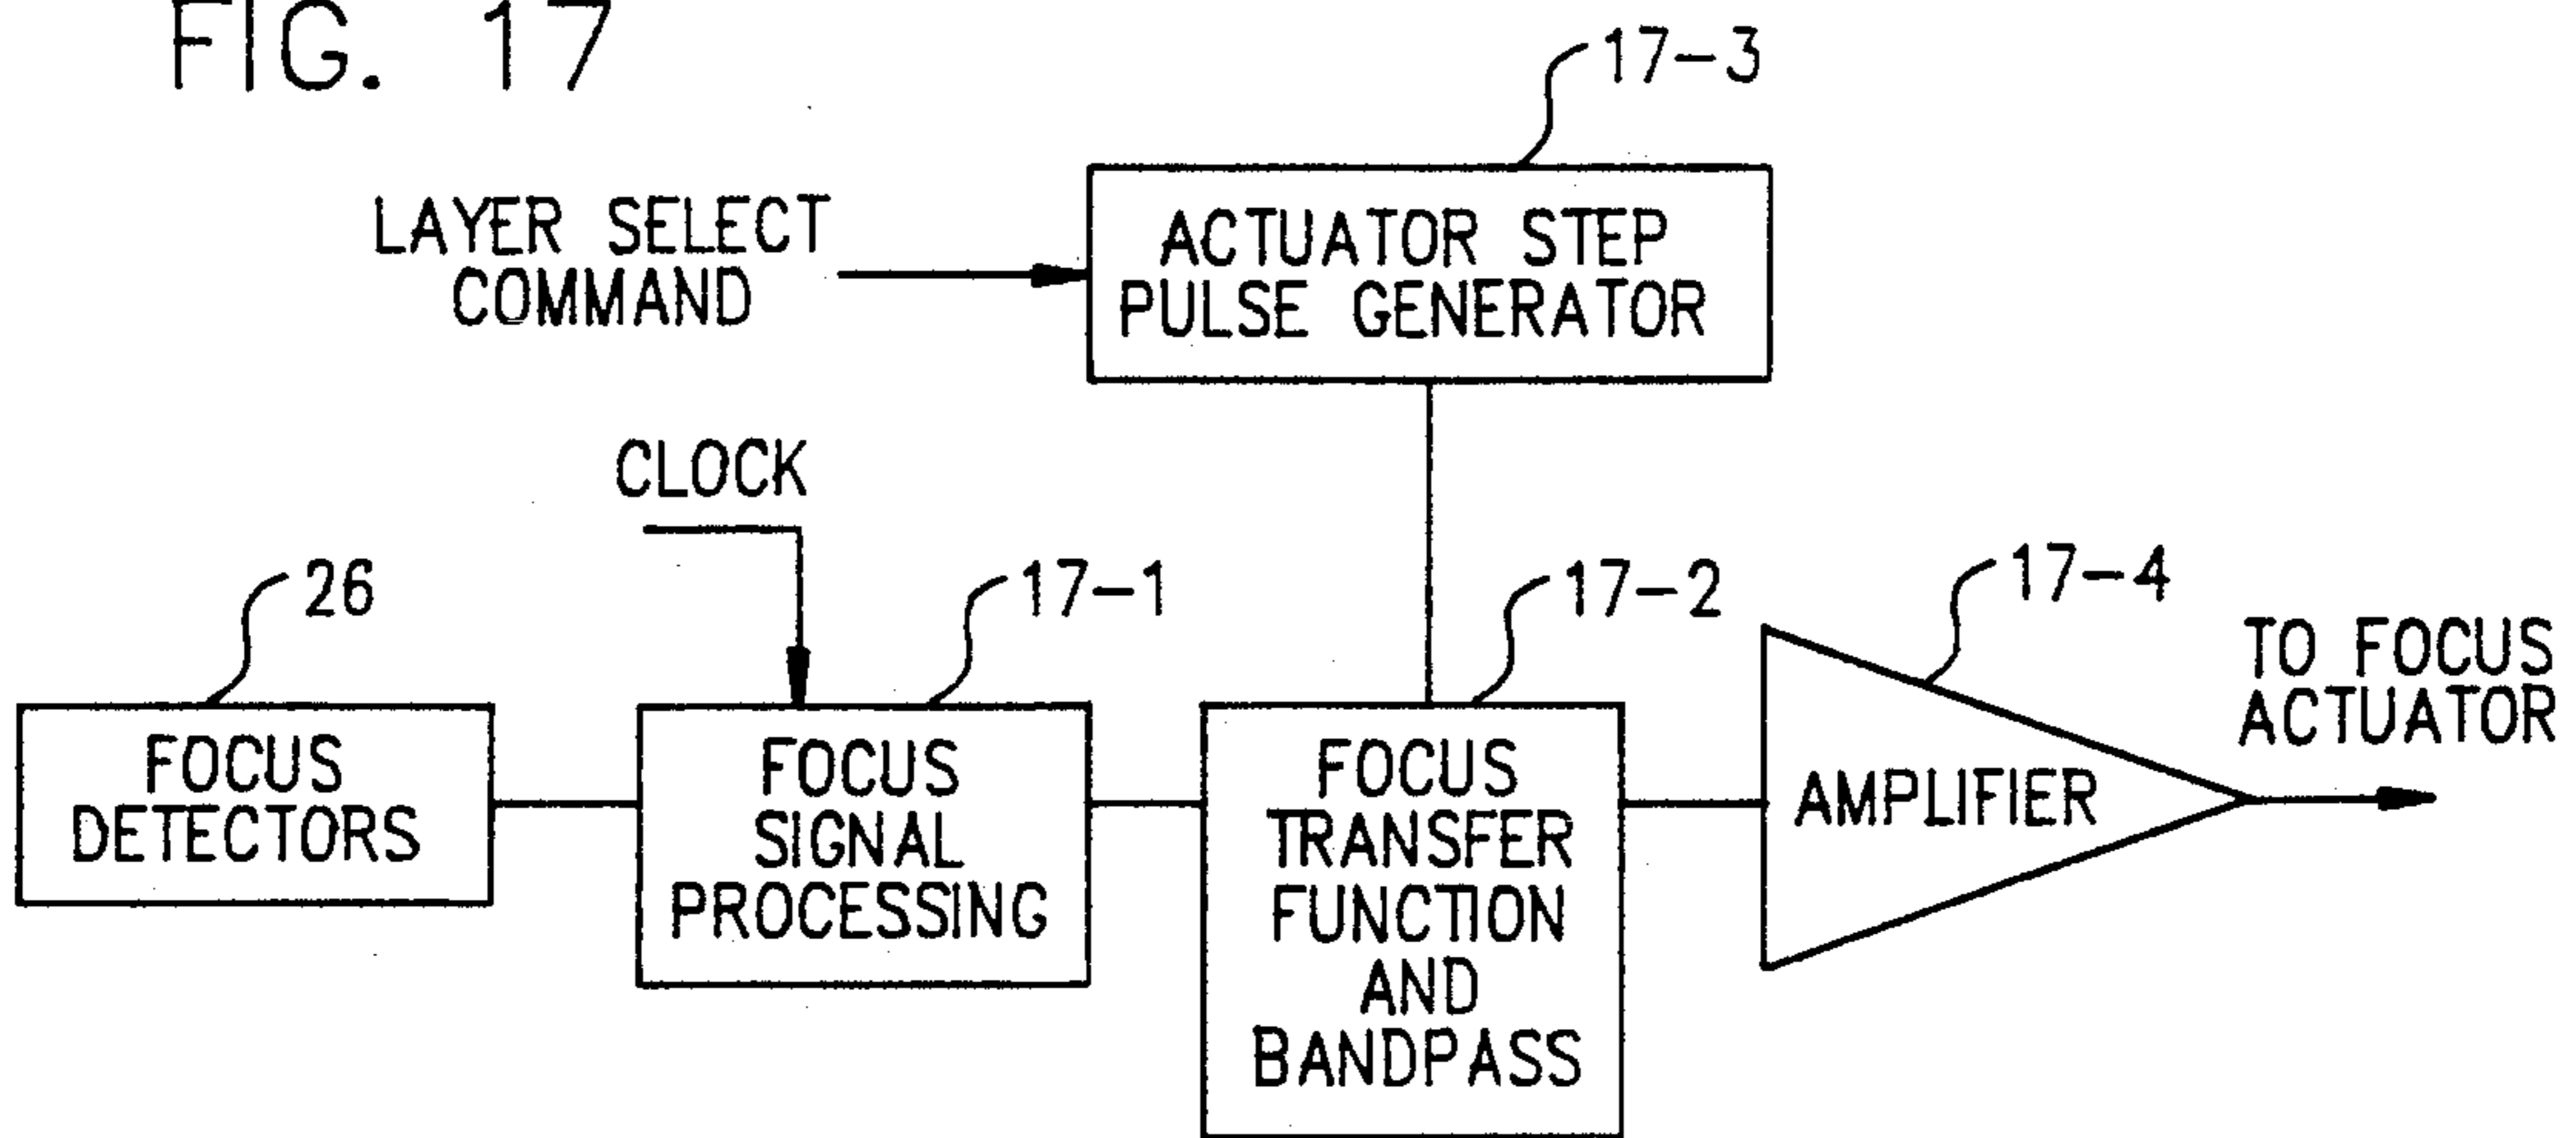 FIG. 17
17-3
LAYER SELECT
COMMAND
ACTUATOR STEP
PULSE GENERATOR
CLOCK
26
17-1
17-2
17-4
TO FOCUS
ACTUATOR
FOCUS
DETECTORS
FOCUS
SIGNAL
PROCESSING
FOCUS
TRANSFER
FUNCTION
AND
BANDPASS
AMPLIFIER